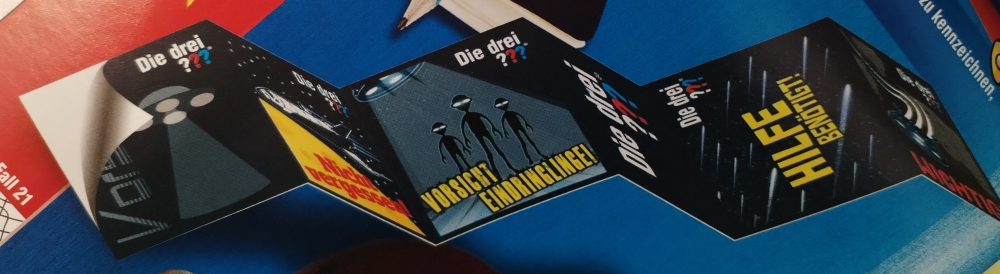 Die drei
???
Die drei
???
Nicht
vergessen
Die drei
???
VORSICHT
EINDRINGLINGE!
Die drei
???
Die drei
???
HILFE
BENÖTIGT!
Die drei
???
WICHTIG
zu kennzeichnen,
Fall 21